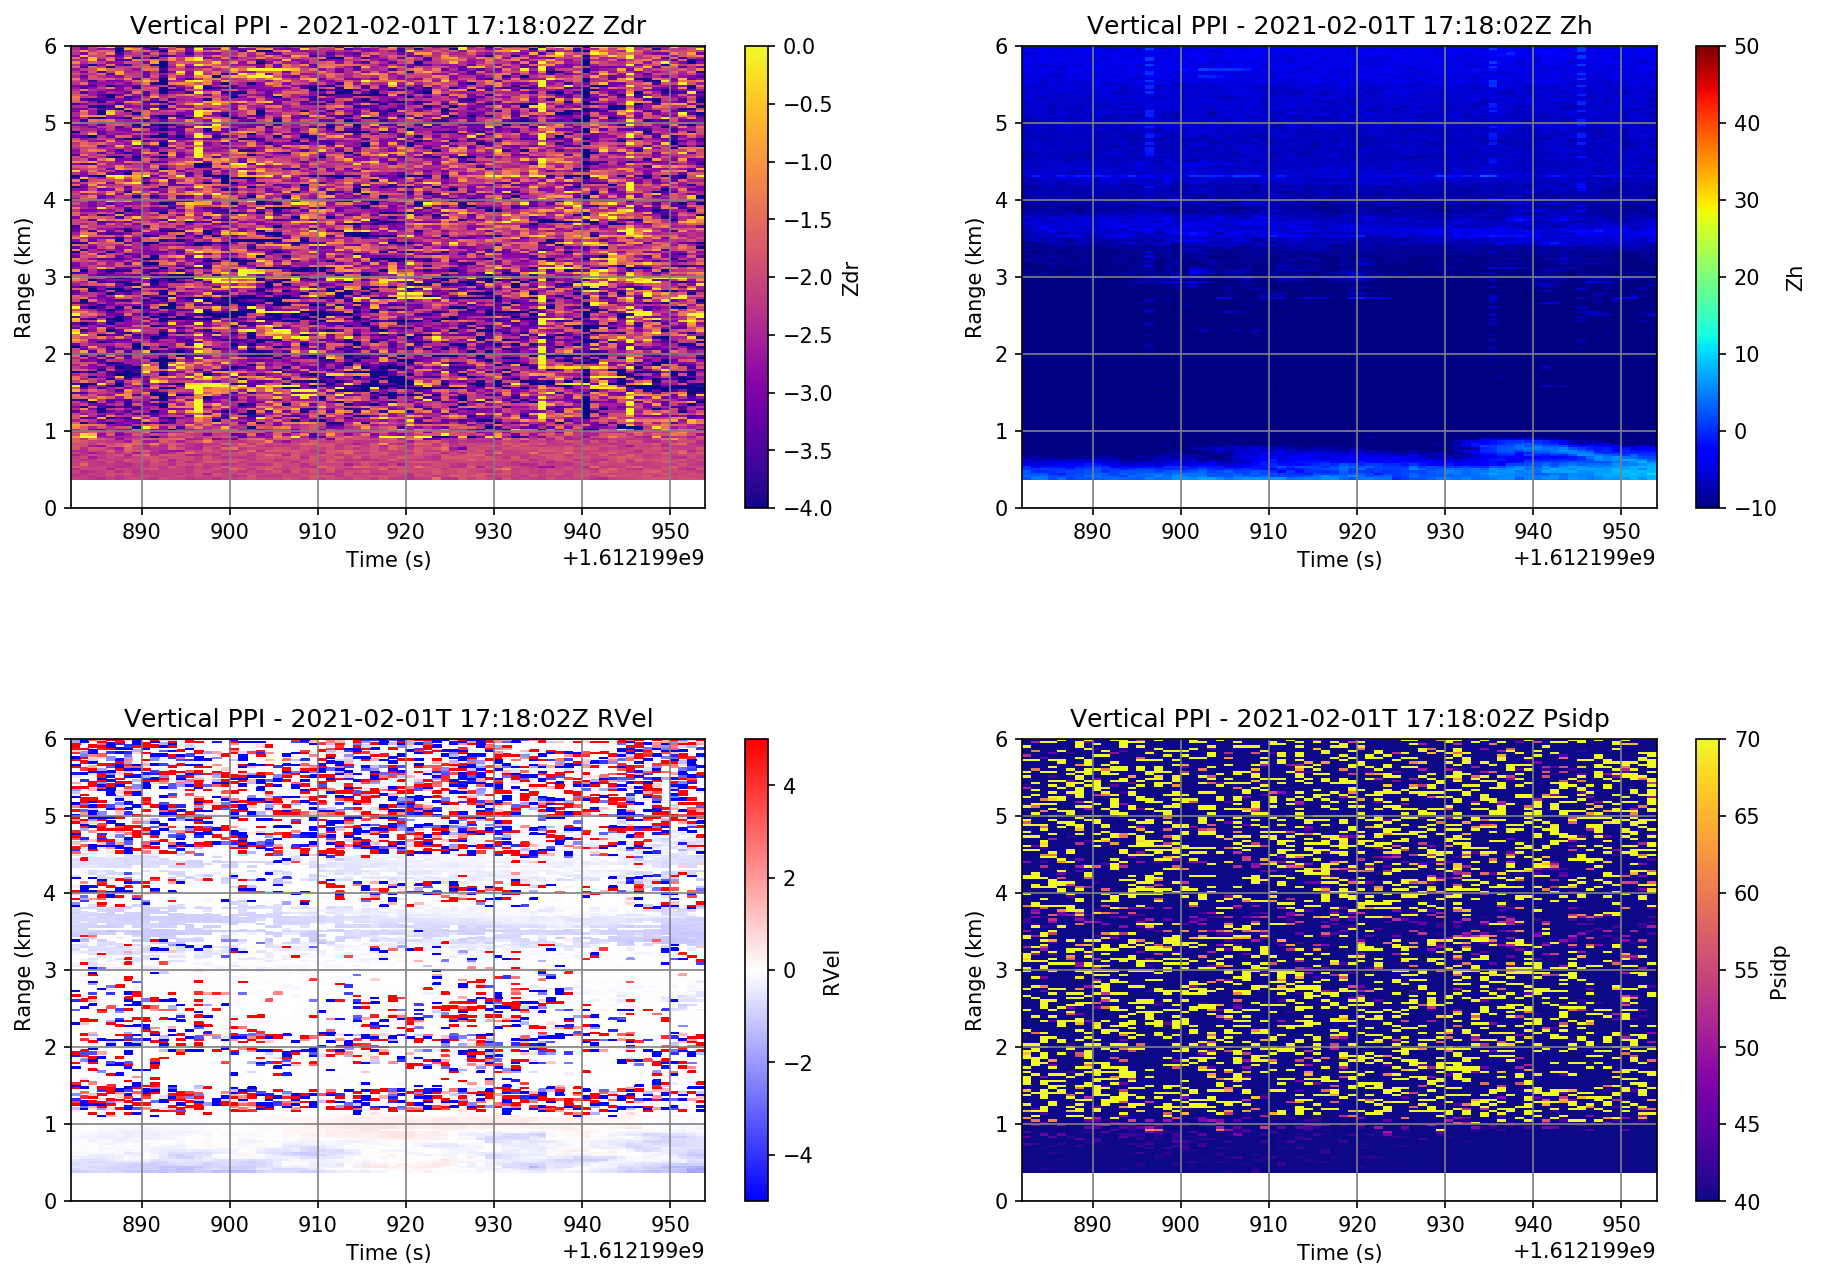 Vertical PPI - 2021-02-01T 17:18:02Z Zdr
6
5
4
3
2
1
0
Range (km)
890 900 910 920 930 940 950
Time (s)
+1.612199e9
0.0
−0.5
−1.0
−1.5
−2.0
−2.5
−3.0
−3.5
−4.0
Zdr
Vertical PPI - 2021-02-01T 17:18:02Z Zh
6
5
4
3
2
1
0
Range (km)
890 900 910 920 930 940 950
Time (s)
+1.612199e9
50
40
30
20
10
0
−10
Zh
Vertical PPI - 2021-02-01T 17:18:02Z RVel
6
5
4
3
2
1
0
Range (km)
890 900 910 920 930 940 950
Time (s)
+1.612199e9
4
2
0
−2
−4
RVel
Vertical PPI - 2021-02-01T 17:18:02Z Psidp
6
5
4
3
2
1
0
Range (km)
890 900 910 920 930 940 950
Time (s)
+1.612199e9
70
65
60
55
50
45
40
Psidp